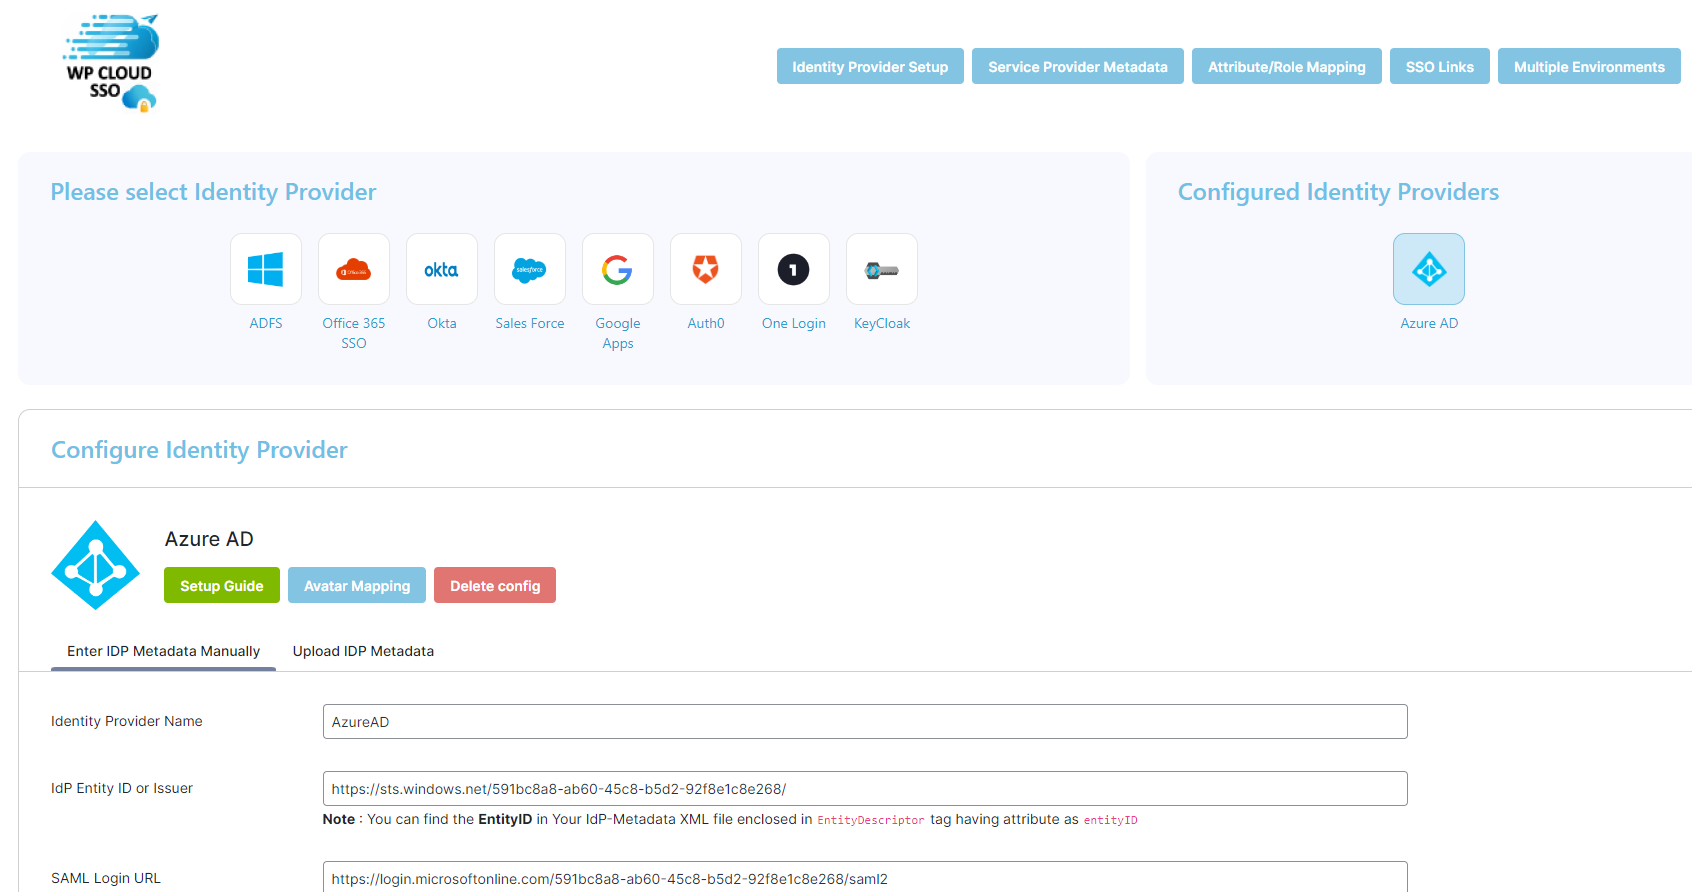 WP CLOUD
SSO
Identity Provider Setup
Service Provider Metadata
Attribute/Role Mapping
SSO Links
Multiple Environments
Please select Identity Provider
Configured Identity Providers
Office 365
okta
salesforce
1
ADFS
Office 365
SSO
Okta
Sales Force
Google
Apps
Auth0
One Login
KeyCloak
Azure AD
Configure Identity Provider
Azure AD
Setup Guide
Avatar Mapping
Delete config
Enter IDP Metadata Manually
Upload IDP Metadata
Identity Provider Name
AzureAD
IdP Entity ID or Issuer
https://sts.windows.net/591bc8a8-ab60-45c8-b5d2-92f8e1c8e268/
Note : You can find the EntityID in Your IdP-Metadata XML file enclosed in EntityDescriptor tag having attribute as entityID
SAML Login URL
https://login.microsoftonline.com/591bc8a8-ab60-45c8-b5d2-92f8e1c8e268/saml2